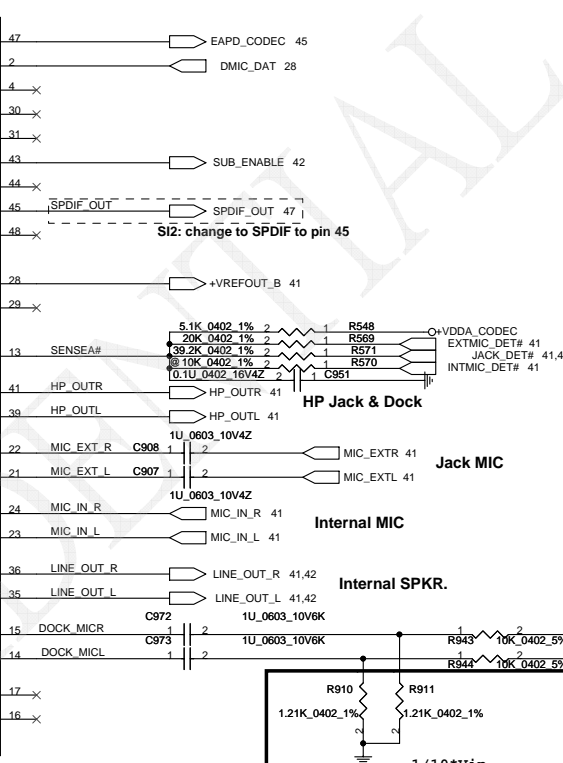 47 EAPD_CODEC 45
2 DMIC_DAT 28
4
30
31
43 SUB_ENABLE 42
44
45 SPDIF_OUT SPDIF_OUT 47
48
SI2: change to SPDIF to pin 45
28 +VREFOUT_B 41
29
5.1K_0402_1% 2 1 R548 +VDDA_CODEC
20K_0402_1% 2 1 R569 EXTMIC_DET# 41
13 SENSEA# 39.2K_0402_1% 2 1 R571 JACK_DET# 41,4
@10K_0402_1% 2 1 R570 INTMIC_DET# 41
0.1U_0402_16V4Z 2 1 C951
41 HP_OUTR HP_OUTR 41
HP Jack & Dock
39 HP_OUTL HP_OUTL 41
1U_0603_10V4Z
22 MIC_EXT_R C908 1 2 MIC_EXTR 41
Jack MIC
21 MIC_EXT_L C907 1 2 MIC_EXTL 41
1U_0603_10V4Z
24 MIC_IN_R MIC_IN_R 41
Internal MIC
23 MIC_IN_L MIC_IN_L 41
36 LINE_OUT_R LINE_OUT_R 41,42
Internal SPKR.
35 LINE_OUT_L LINE_OUT_L 41,42
C972 1U_0603_10V6K
15 DOCK_MICR 1 2 1 2
C973 1U_0603_10V6K R943 10K_0402_5%
14 DOCK_MICL 1 2 1 2
R944 10K_0402_5%
17
R910 R911
16
1.21K_0402_1% 1.21K_0402_1%
2 2
1/10*Vin
DENTIAL